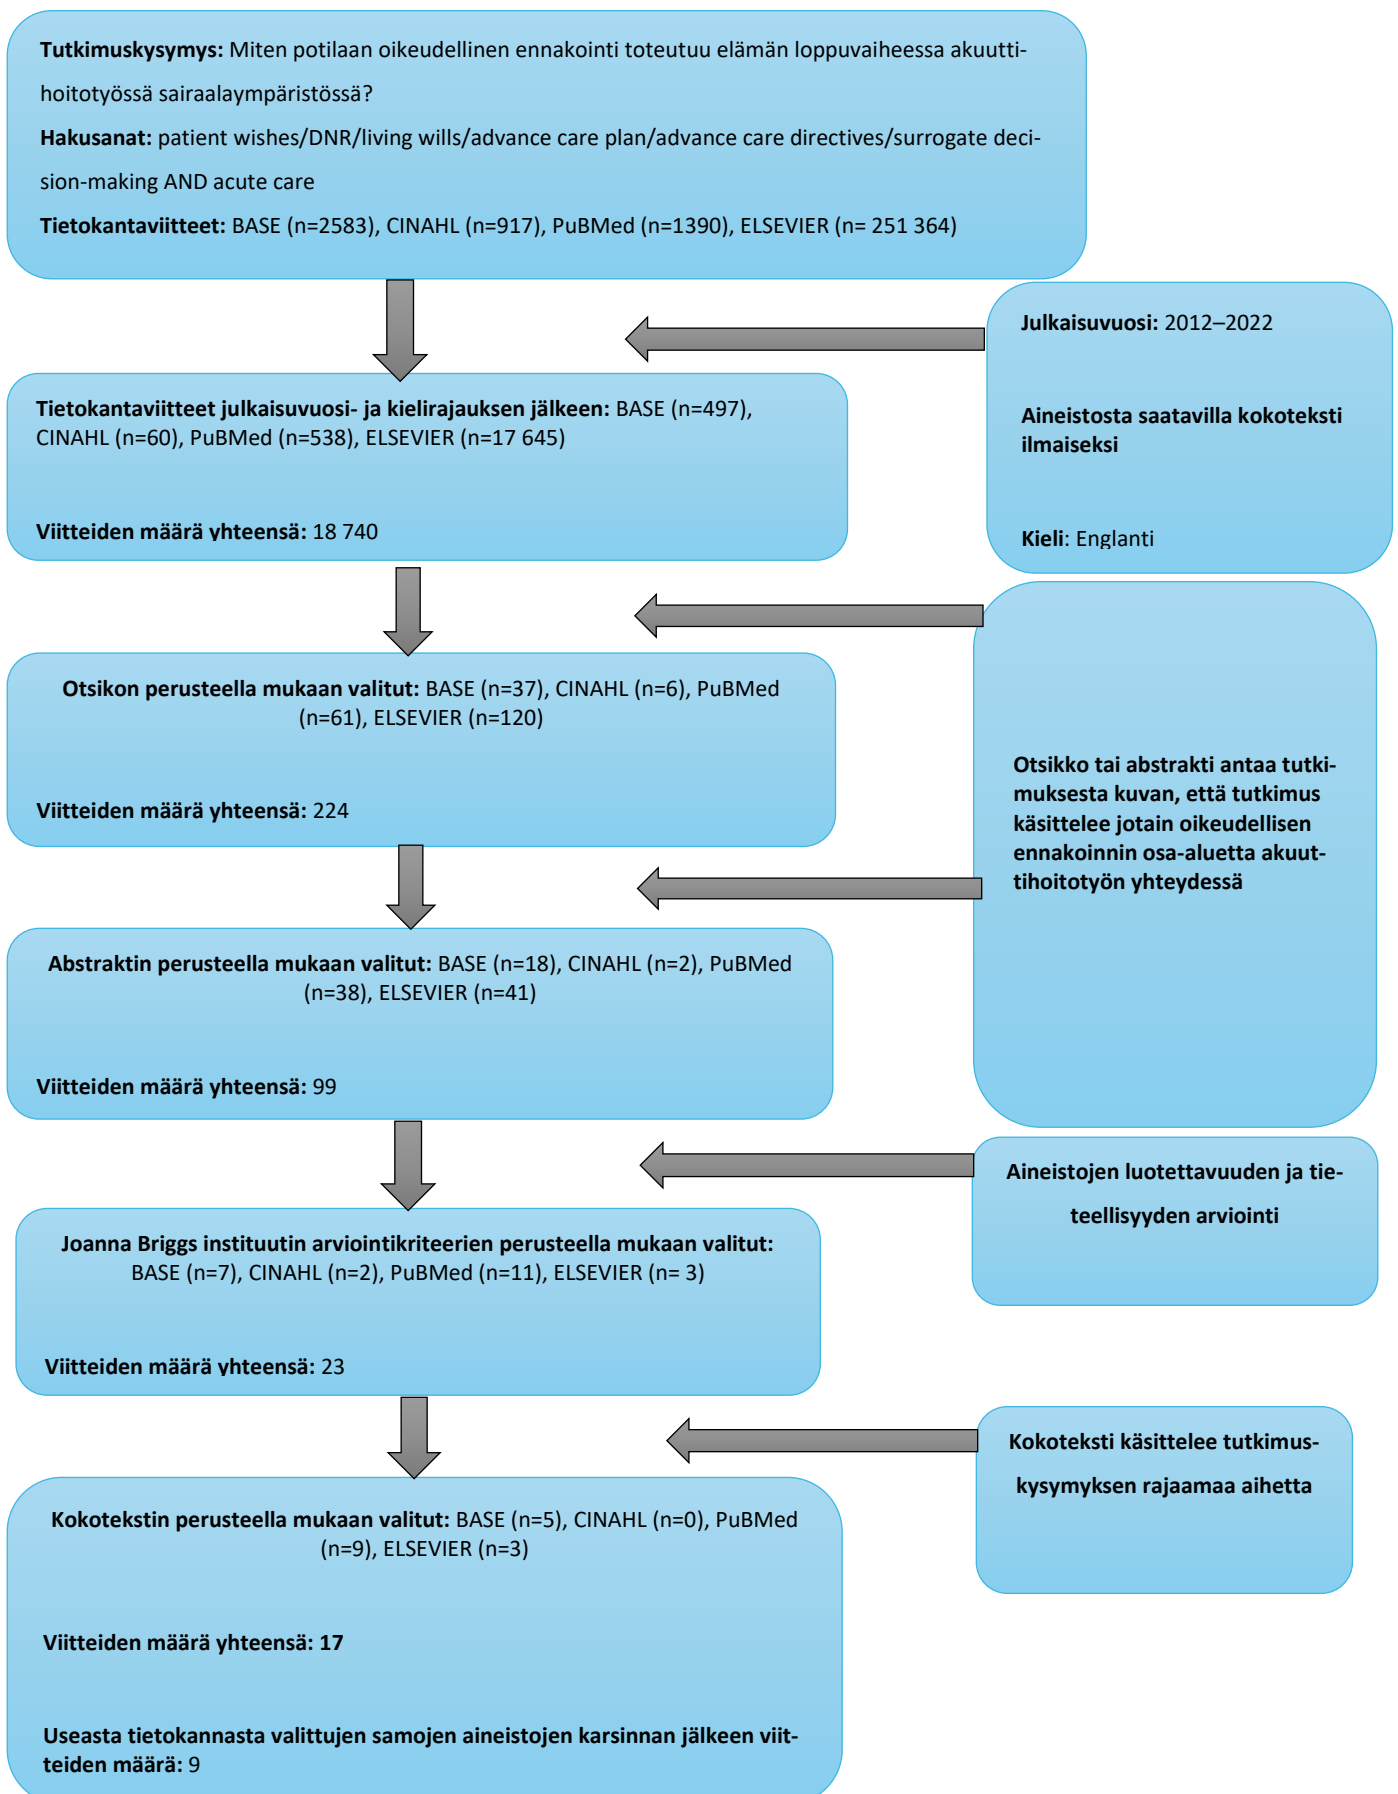 Tutkimuskysymys: Miten potilaan oikeudellinen ennakointi toteutuu elämän loppuvaiheessa akuutti-
hoitotyössä sairaalaympäristössä?
Hakusanat: patient wishes/DNR/living wills/advance care plan/advance care directives/surrogate deci-
sion-making AND acute care
Tietokantaviitteet: BASE (n=2583), CINAHL (n=917), PuBMed (n=1390), ELSEVIER (n= 251 364)
Julkaisuvuosi: 2012–2022
Aineistosta saatavilla kokoteksti
ilmaiseksi
Kieli: Englanti
Tietokantaviitteet julkaisuvuosi- ja kielirajauksen jälkeen: BASE (n=497),
CINAHL (n=60), PuBMed (n=538), ELSEVIER (n=17 645)
Viitteiden määrä yhteensä: 18 740
Otsikon perusteella mukaan valitut: BASE (n=37), CINAHL (n=6), PuBMed
(n=61), ELSEVIER (n=120)
Viitteiden määrä yhteensä: 224
Otsikko tai abstrakti antaa tutki-
muksesta kuvan, että tutkimus
käsittelee jotain oikeudellisen
ennakoinnin osa-aluetta akuut-
tihoitotyön yhteydessä
Abstraktin perusteella mukaan valitut: BASE (n=18), CINAHL (n=2), PuBMed
(n=38), ELSEVIER (n=41)
Viitteiden määrä yhteensä: 99
Aineistojen luotettavuuden ja tie-
teellisyyden arviointi
Joanna Briggs instituutin arviointikriteerien perusteella mukaan valitut:
BASE (n=7), CINAHL (n=2), PuBMed (n=11), ELSEVIER (n= 3)
Viitteiden määrä yhteensä: 23
Kokoteksti käsittelee tutkimus-
kysymyksen rajaamaa aihetta
Kokotekstin perusteella mukaan valitut: BASE (n=5), CINAHL (n=0), PuBMed
(n=9), ELSEVIER (n=3)
Viitteiden määrä yhteensä: 17
Useasta tietokannasta valittujen samojen aineistojen karsinnan jälkeen viit-
teiden määrä: 9